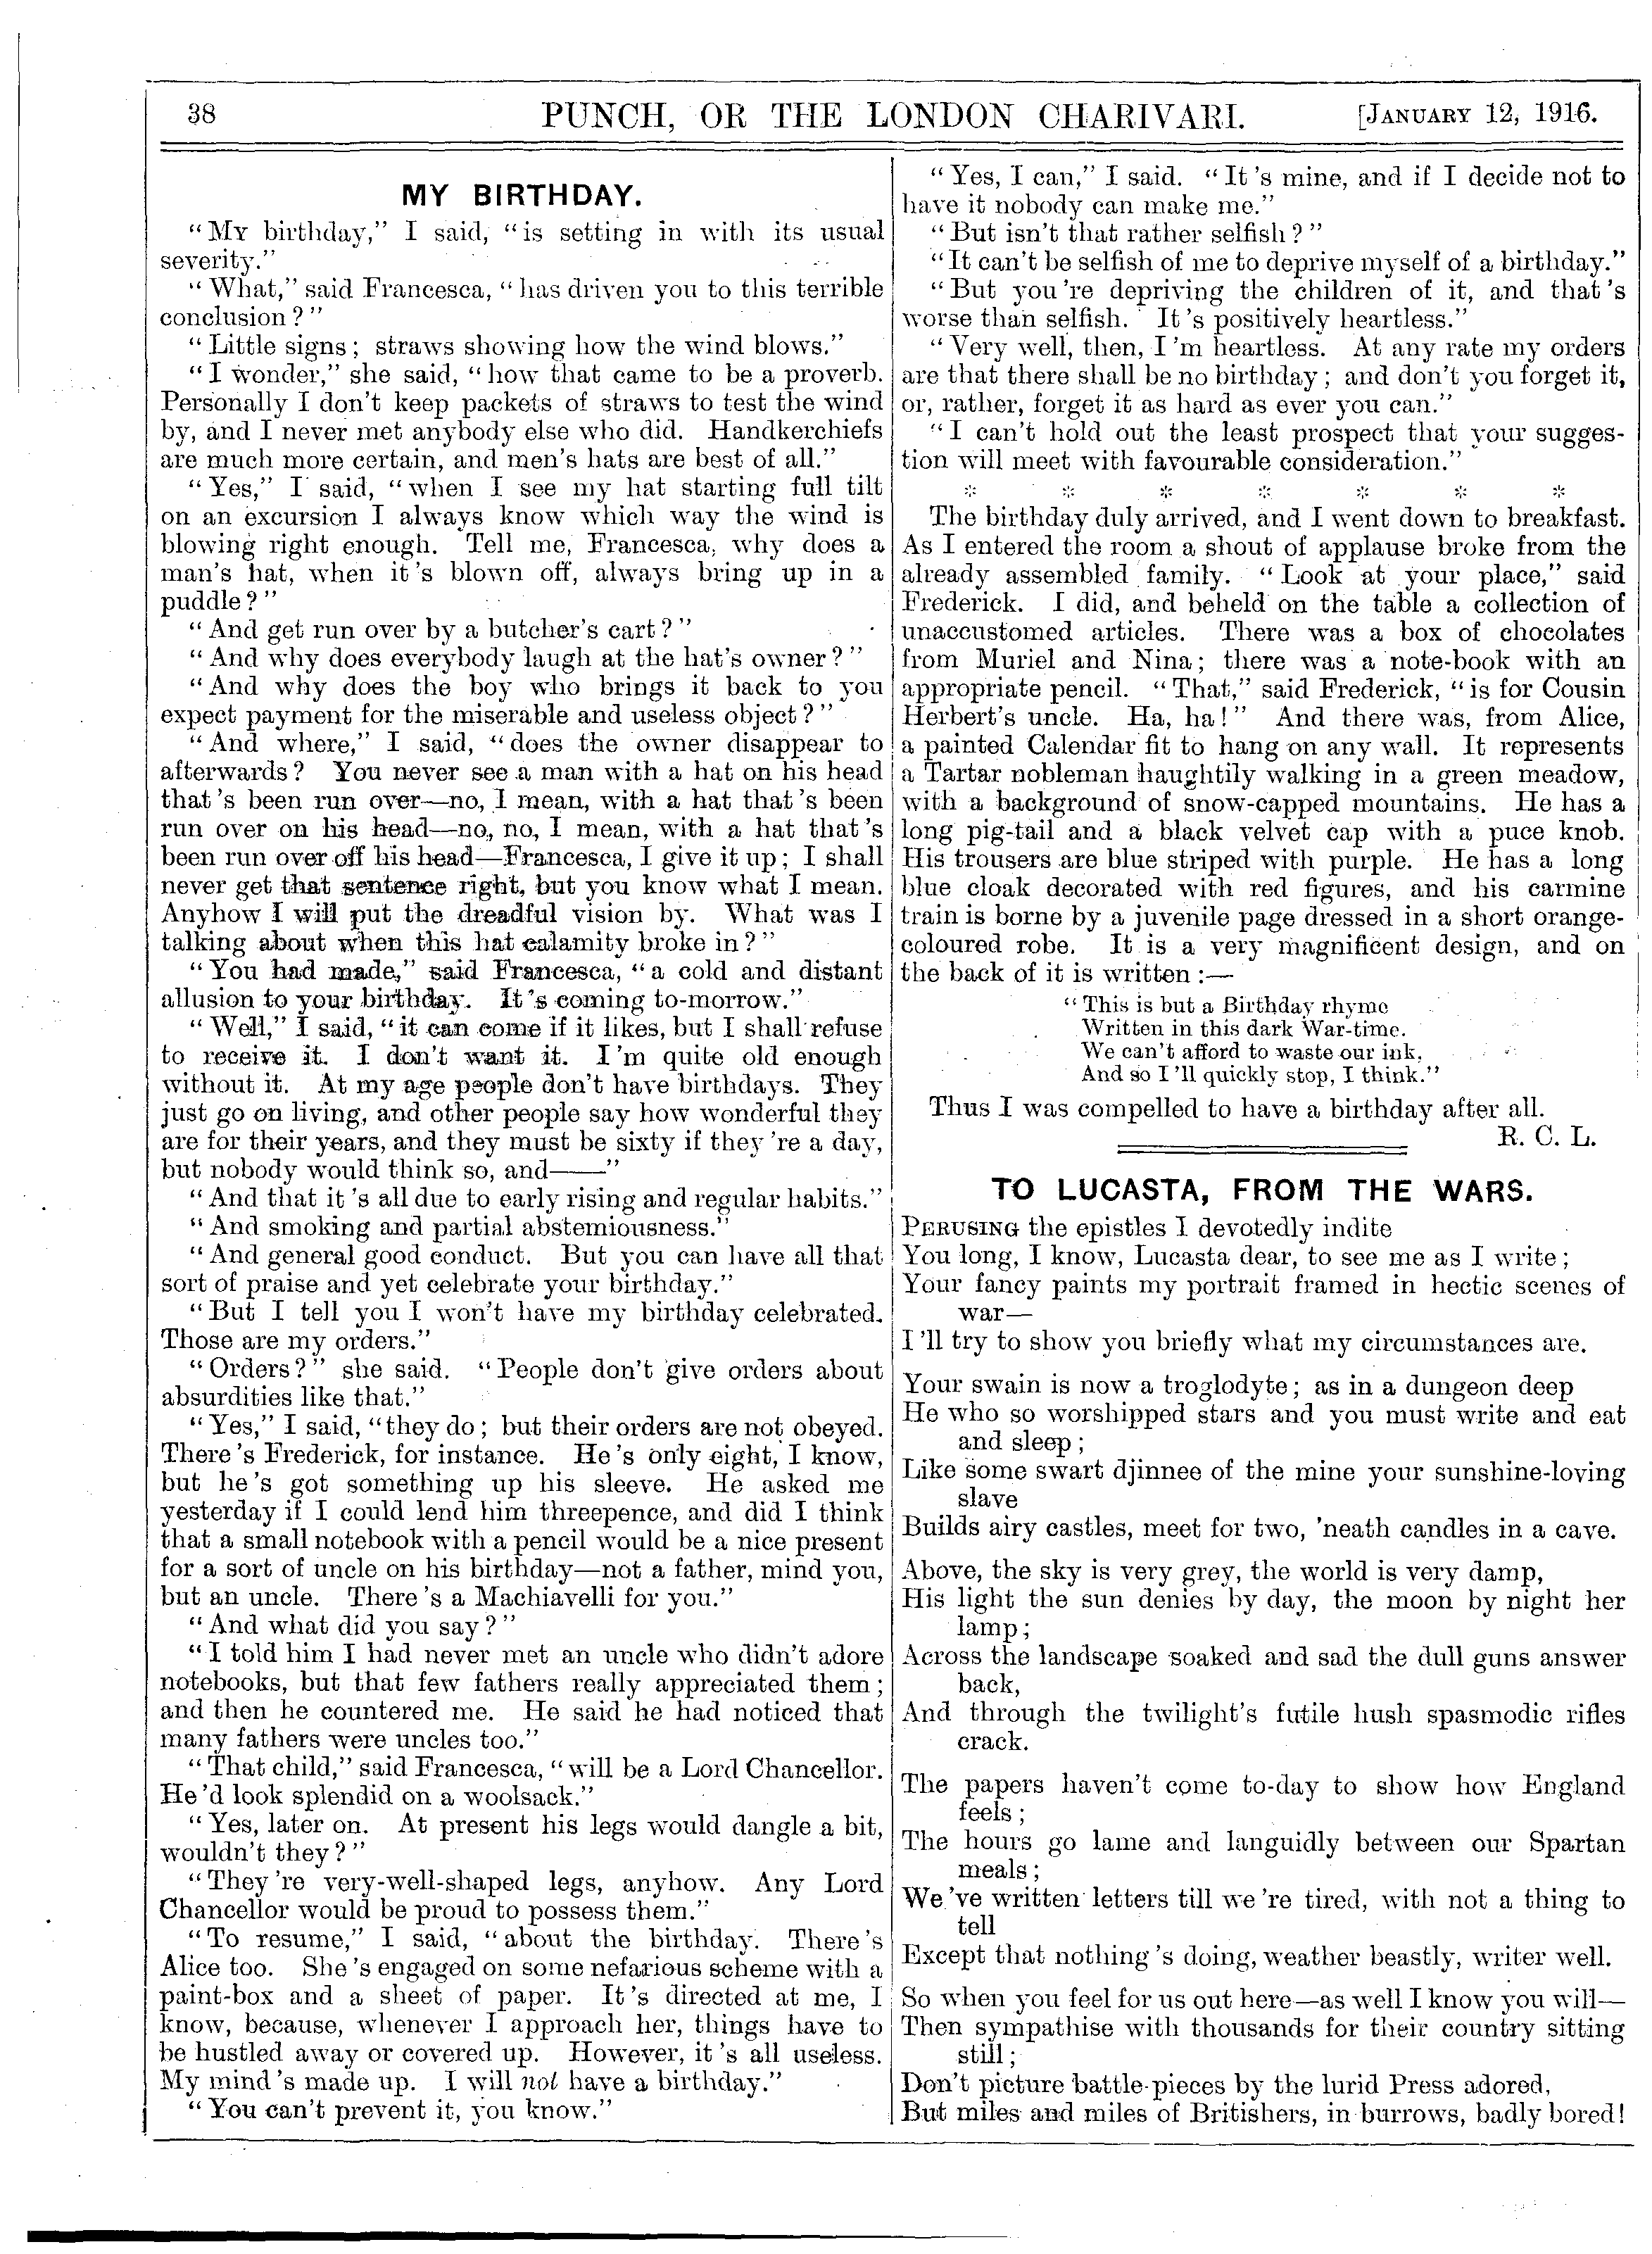 38
PUNCH, OR THE LONDON CHARIVARI.
[JANUARY 12, 1916.
MY BIRTHDAY.
"MY birthday," I said, "is setting in with its usual
severity."
"What," said Francesca, "has driven you to this terrible
conclusion?"
"Little signs; straws showing how the wind blows."
"I wonder," she said, "how that came to be a proverb.
Personally I don't keep packets of straws to test the wind
by, and I never met anybody else who did. Handkerchiefs
are much more certain, and men's hats are best of all."
"Yes," I said, "when I see my hat starting full tilt
on an excursion I always know which way the wind is
blowing right enough. Tell me, Francesca, why does a
man's hat, when it's blown off, always bring up in a
puddle?"
"And get run over by a butcher's cart?"
"And why does everybody laugh at the hat's owner?"
"And why does the boy who brings it back to you
expect payment for the miserable and useless object?"
"And where," I said, "does the owner disappear to
afterwards? You never see a man with a hat on his head
that's been run over—no, I mean, with a hat that's been
run over on his head—no, no, I mean, with a hat that's
been run over off his head—Francesca, I give it up; I shall
never get that sentence right, but you know what I mean.
Anyhow I will put the dreadful vision by. What was I
talking about when this hat calamity broke in?"
"You had made," said Francesca, "a cold and distant
allusion to your birthday. It's coming to-morrow."
"Well," I said, "it can come if it likes, but I shall refuse
to receive it. I don't want it. I'm quite old enough
without it. At my age people don't have birthdays. They
just go on living, and other people say how wonderful they
are for their years, and they must be sixty if they're a day,
but nobody would think so, and——"
"And that it's all due to early rising and regular habits."
"And smoking and partial abstemiousness."
"And general good conduct. But you can have all that
sort of praise and yet celebrate your birthday."
"But I tell you I won't have my birthday celebrated.
Those are my orders."
"Orders?" she said. "People don't give orders about
absurdities like that."
"Yes," I said, "they do; but their orders are not obeyed.
There's Frederick, for instance. He's only eight, I know,
but he's got something up his sleeve. He asked me
yesterday if I could lend him threepence, and did I think
that a small notebook with a pencil would be a nice present
for a sort of uncle on his birthday—not a father, mind you,
but an uncle. There's a Machiavelli for you."
"And what did you say?"
"I told him I had never met an uncle who didn't adore
notebooks, but that few fathers really appreciated them;
and then he countered me. He said he had noticed that
many fathers were uncles too."
"That child," said Francesca, "will be a Lord Chancellor.
He'd look splendid on a woolsack."
"Yes, later on. At present his legs would dangle a bit,
wouldn't they?"
"They're very-well-shaped legs, anyhow. Any Lord
Chancellor would be proud to possess them."
"To resume," I said, "about the birthday. There's
Alice too. She's engaged on some nefarious scheme with a
paint-box and a sheet of paper. It's directed at me, I
know, because, whenever I approach her, things have to
be hustled away or covered up. However, it's all useless.
My mind's made up. I will not have a birthday."
"You can't prevent it, you know."
"Yes, I can," I said. "It's mine, and if I decide not to
have it nobody can make me."
"But isn't that rather selfish?"
"It can't be selfish of me to deprive myself of a birthday."
"But you're depriving the children of it, and that's
worse than selfish. It's positively heartless."
"Very well, then, I'm heartless. At any rate my orders
are that there shall be no birthday; and don't you forget it,
or, rather, forget it as hard as ever you can."
"I can't hold out the least prospect that your sugges-
tion will meet with favourable consideration."
* * * * * * *
The birthday duly arrived, and I went down to breakfast.
As I entered the room a shout of applause broke from the
already assembled family. "Look at your place," said
Frederick. I did, and beheld on the table a collection of
unaccustomed articles. There was a box of chocolates
from Muriel and Nina; there was a note-book with an
appropriate pencil. "That," said Frederick, "is for Cousin
Herbert's uncle. Ha, ha!" And there was, from Alice,
a painted Calendar fit to hang on any wall. It represents
a Tartar nobleman haughtily walking in a green meadow,
with a background of snow-capped mountains. He has a
long pig-tail and a black velvet cap with a puce knob.
His trousers are blue striped with purple. He has a long
blue cloak decorated with red figures, and his carmine
train is borne by a juvenile page dressed in a short orange-
coloured robe. It is a very magnificent design, and on
the back of it is written:—
"This is but a Birthday rhyme
Written in this dark War-time.
We can't afford to waste our ink,
And so I'll quickly stop, I think."
Thus I was compelled to have a birthday after all.
R. C. L.
TO LUCASTA, FROM THE WARS.
PERUSING the epistles I devotedly indite
You long, I know, Lucasta dear, to see me as I write;
Your fancy paints my portrait framed in hectic scenes of
war—
I'll try to show you briefly what my circumstances are.
Your swain is now a troglodyte; as in a dungeon deep
He who so worshipped stars and you must write and eat
and sleep;
Like some swart djinnee of the mine your sunshine-loving
slave
Builds airy castles, meet for two, 'neath candles in a cave.
Above, the sky is very grey, the world is very damp,
His light the sun denies by day, the moon by night her
lamp;
Across the landscape soaked and sad the dull guns answer
back,
And through the twilight's futile hush spasmodic rifles
crack.
The papers haven't come to-day to show how England
feels;
The hours go lame and languidly between our Spartan
meals;
We've written letters till we're tired, with not a thing to
tell
Except that nothing's doing, weather beastly, writer well.
So when you feel for us out here—as well I know you will—
Then sympathise with thousands for their country sitting
still;
Don't picture battle-pieces by the lurid Press adored,
But miles and miles of Britishers, in burrows, badly bored!